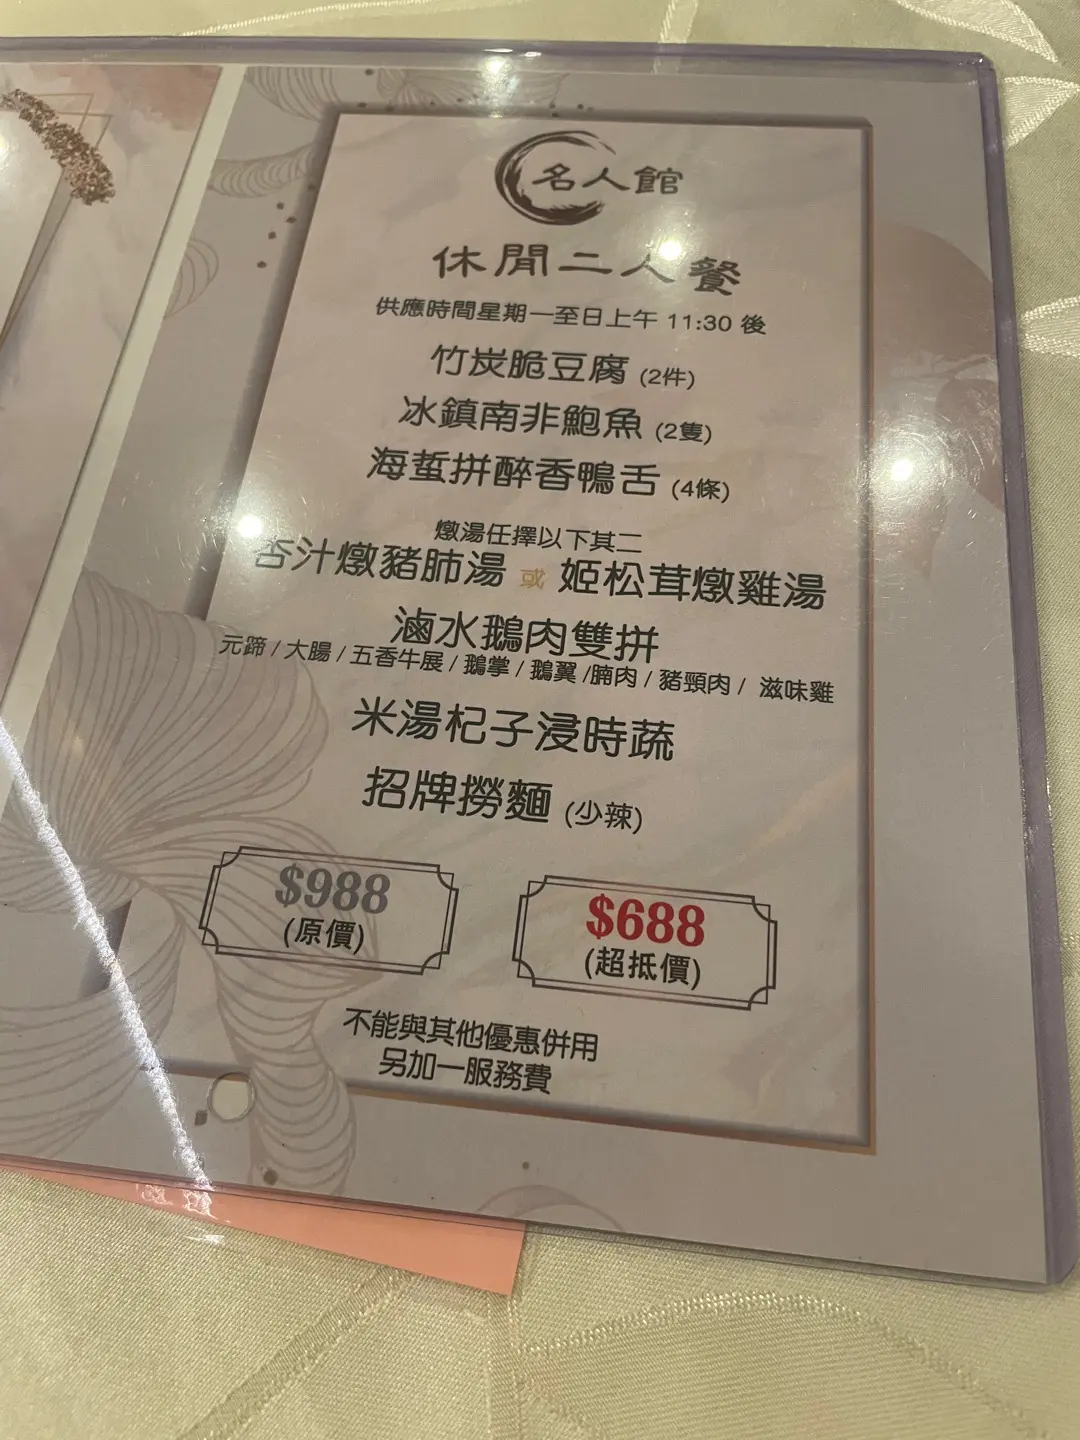 名人館
休閒二人餐
供應時間星期一至日上午 11:30 後
竹炭脆豆腐 (2件)
冰鎮南非鮑魚 (2隻)
海蜇拼醉香鴨舌 (4條)
燉湯任擇以下其二
杏汁燉豬肺湯 或 姬松茸燉雞湯
滷水鵝肉雙拼
元蹄 / 大腸 / 五香牛展 / 鵝掌 / 鵝翼 /腩肉 / 豬頸肉 / 滋味雞
米湯杞子浸時蔬
招牌撈麵 (少辣)
$988
(原價)
$688
(超抵價)
不能與其他優惠併用
另加一服務費